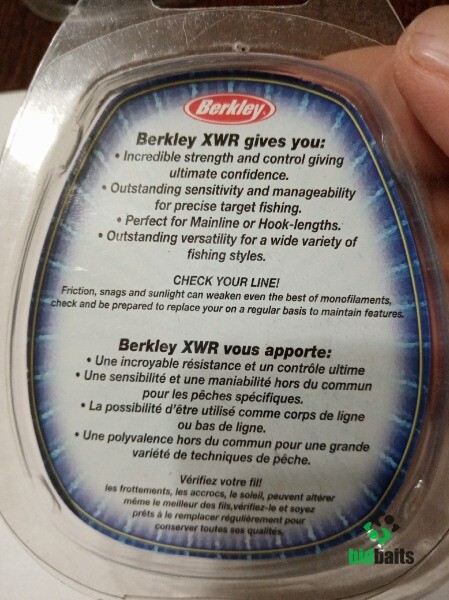 Berkley
Berkley XWR gives you:
• Incredible strength and control giving
ultimate confidence.
• Outstanding sensitivity and manageability
for precise target fishing.
• Perfect for Mainline or Hook-lengths.
• Outstanding versatility for a wide variety of
fishing styles.
CHECK YOUR LINE!
Friction, snags and sunlight can weaken even the best of monofilaments,
check and be prepared to replace your on a regular basis to maintain features.
Berkley XWR vous apporte:
• Une incroyable résistance et un contrôle ultime
• Une sensibilité et une maniabilité hors du commun
pour les pêches spécifiques.
• La possibilité d'être utilisé comme corps de ligne
ou bas de ligne.
• Une polyvalence hors du commun pour une grande
variété de techniques de pêche.
Vérifiez votre fil!
les frottements, les accrocs, le soleil, peuvent altérer
même le meilleur des fils,vérifiez-le et soyez
prêts à le remplacer régulièrement pour
conserver toutes ses qualités.
bigbaits